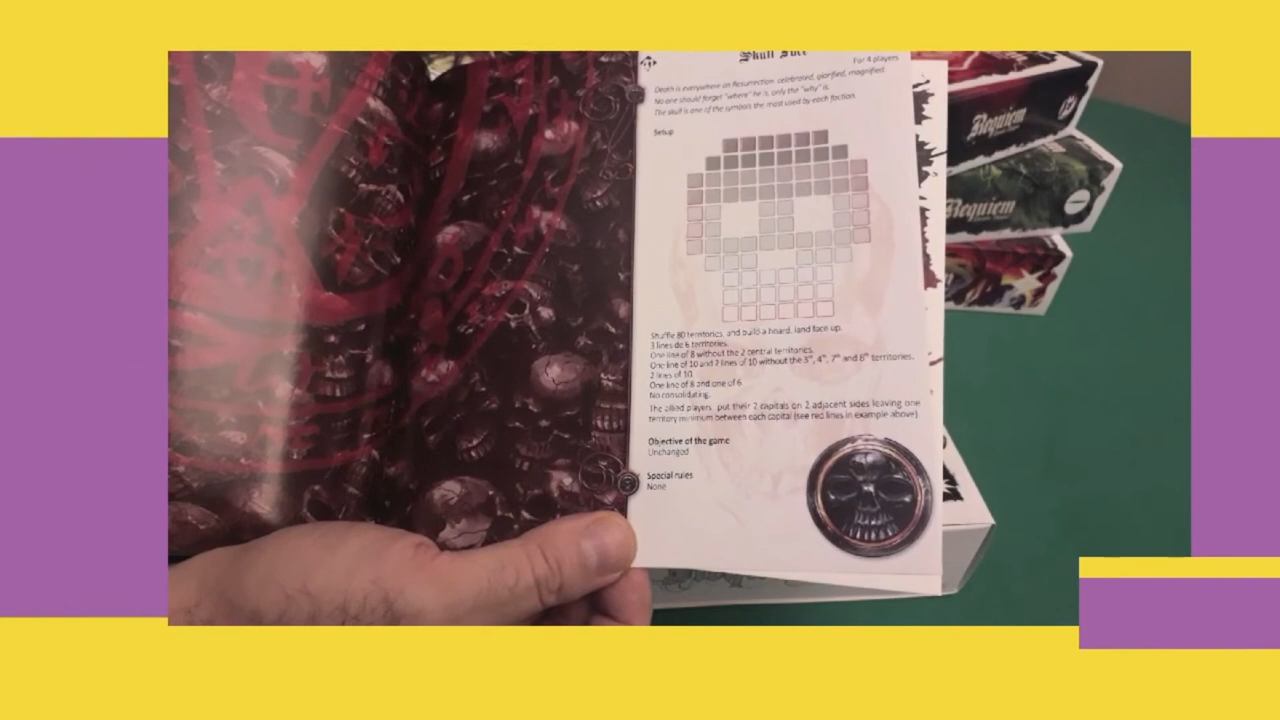 Skull Face
For 4 players
Death is everywhere on Resurrection: celebrated, glorified, magnified.
No one should forget "where" he is, only the "why" is.
The skull is one of the symbols the most used by each faction.
Setup
Shuffle 80 territories, and build a board, land face up.
3 lines de 6 territories.
One line of 8 without the 2 central territories.
One line of 10 and 2 lines of 10 without the 3rd, 4th, 7th and 8th territories.
2 lines of 10.
One line of 8 and one of 6
No consolidating.
The allied players put their 2 capitals on 2 adjacent sides leaving one
territory minimum between each capital (see red lines in example above)
Objective of the game
Unchanged
Special rules
None
Requiem
Requiem